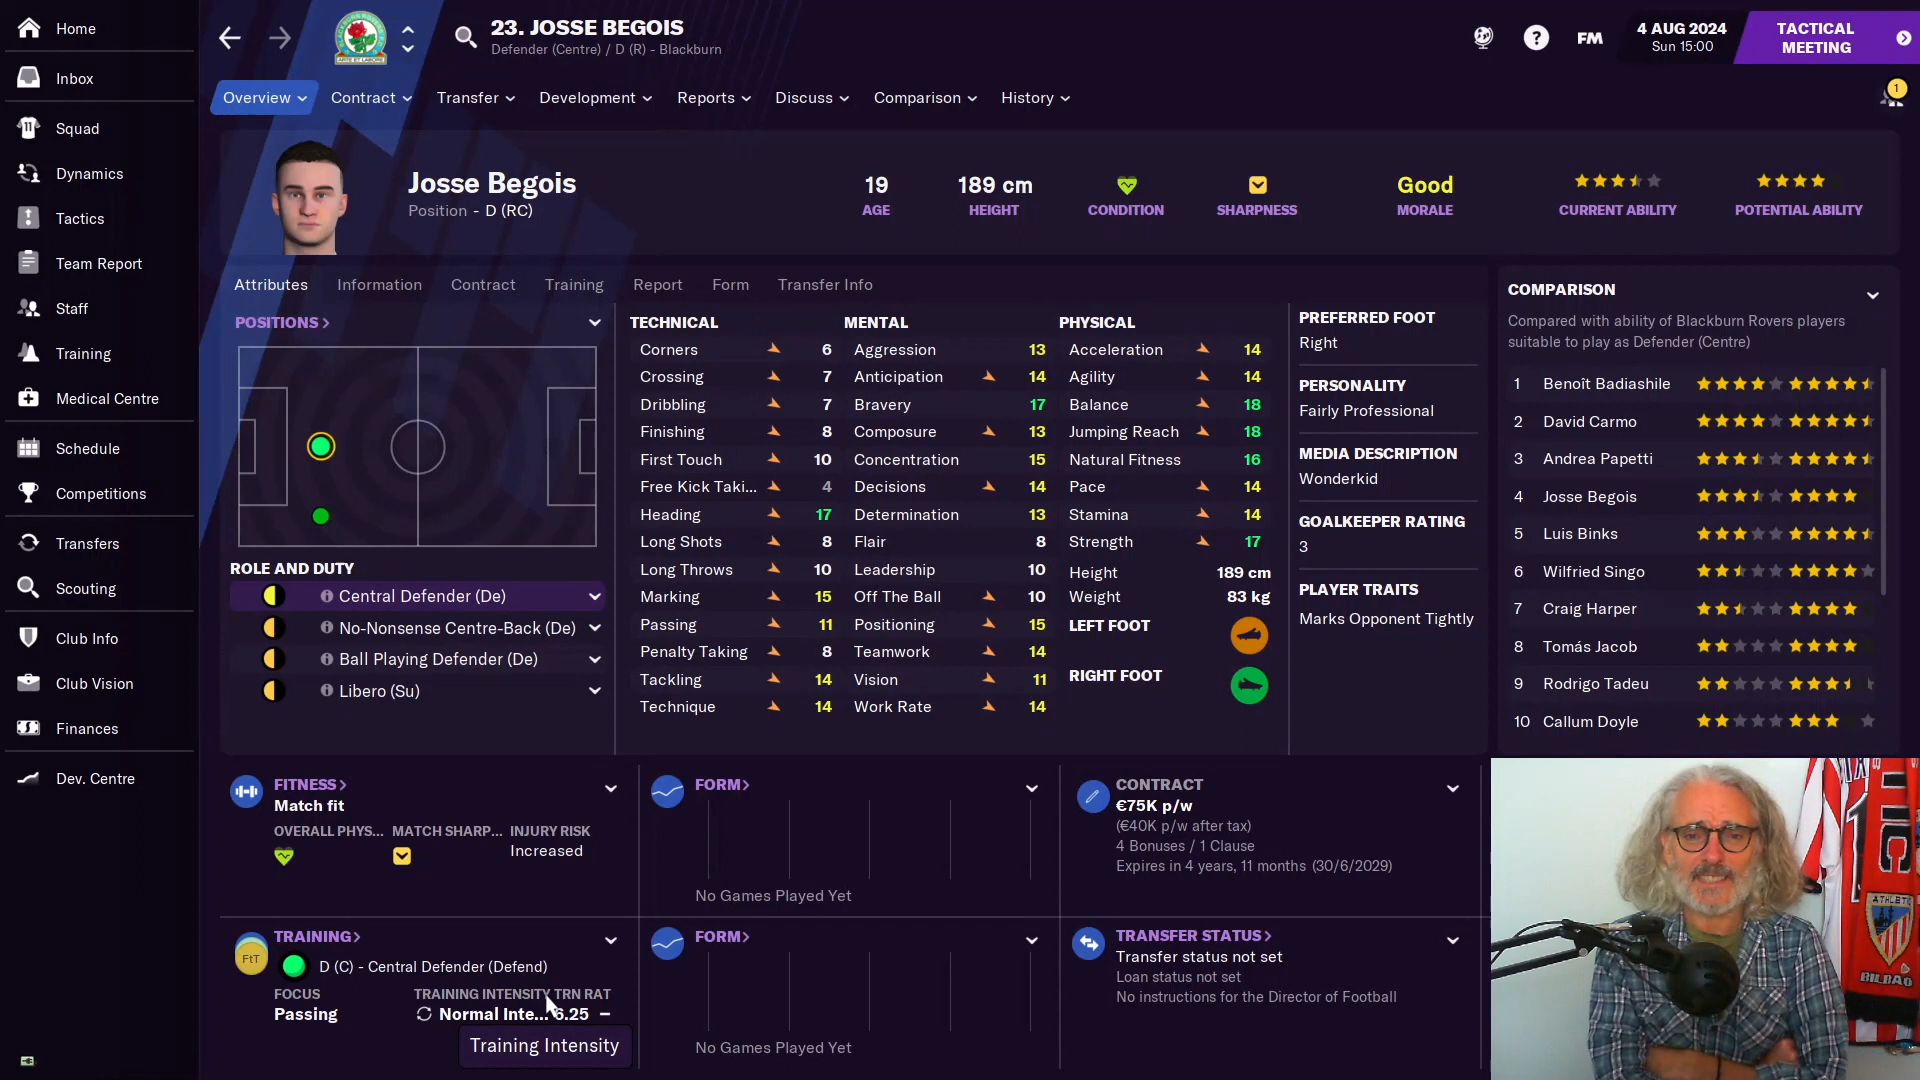 Home
Inbox
Squad
Dynamics
Tactics
Team Report
Staff
Training
Medical Centre
Schedule
Competitions
Transfers
Scouting
Club Info
Club Vision
Finances
Dev. Centre
23. JOSSE BEGOIS
Defender (Centre) / D (R) - Blackburn
FM
4 AUG 2024
Sun 15:00
TACTICAL MEETING
1
Overview
Contract
Transfer
Development
Reports
Discuss
Comparison
History
Josse Begois
Position - D (RC)
19
AGE
189 cm
HEIGHT
CONDITION
SHARPNESS
Good
MORALE
CURRENT ABILITY
POTENTIAL ABILITY
Attributes
Information
Contract
Training
Report
Form
Transfer Info
POSITIONS
ROLE AND DUTY
Central Defender (De)
No-Nonsense Centre-Back (De)
Ball Playing Defender (De)
Libero (Su)
TECHNICAL
Corners 6
Crossing 7
Dribbling 7
Finishing 8
First Touch 10
Free Kick Taki... 4
Heading 17
Long Shots 8
Long Throws 10
Marking 15
Passing 11
Penalty Taking 8
Tackling 14
Technique 14
MENTAL
Aggression 13
Anticipation 14
Bravery 17
Composure 13
Concentration 15
Decisions 14
Determination 13
Flair 8
Leadership 10
Off The Ball 10
Positioning 15
Teamwork 14
Vision 11
Work Rate 14
PHYSICAL
Acceleration 14
Agility 14
Balance 18
Jumping Reach 18
Natural Fitness 16
Pace 14
Stamina 14
Strength 17
Height 189 cm
Weight 83 kg
LEFT FOOT
RIGHT FOOT
PREFERRED FOOT
Right
PERSONALITY
Fairly Professional
MEDIA DESCRIPTION
Wonderkid
GOALKEEPER RATING
3
PLAYER TRAITS
Marks Opponent Tightly
COMPARISON
Compared with ability of Blackburn Rovers players
suitable to play as Defender (Centre)
1 Benoît Badiashile
2 David Carmo
3 Andrea Papetti
4 Josse Begois
5 Luis Binks
6 Wilfried Singo
7 Craig Harper
8 Tomás Jacob
9 Rodrigo Tadeu
10 Callum Doyle
FITNESS
Match fit
OVERALL PHYS... MATCH SHARP... INJURY RISK
Increased
FORM
No Games Played Yet
CONTRACT
€75K p/w
(€40K p/w after tax)
4 Bonuses / 1 Clause
Expires in 4 years, 11 months (30/6/2029)
TRAINING
FtT
D (C) - Central Defender (Defend)
FOCUS
Passing
TRAINING INTENSITY TRN RAT
Normal Inte... 6.25 –
Training Intensity
FORM
No Games Played Yet
TRANSFER STATUS
Transfer status not set
Loan status not set
No instructions for the Director of Football
ATHLETIC
BILBAO